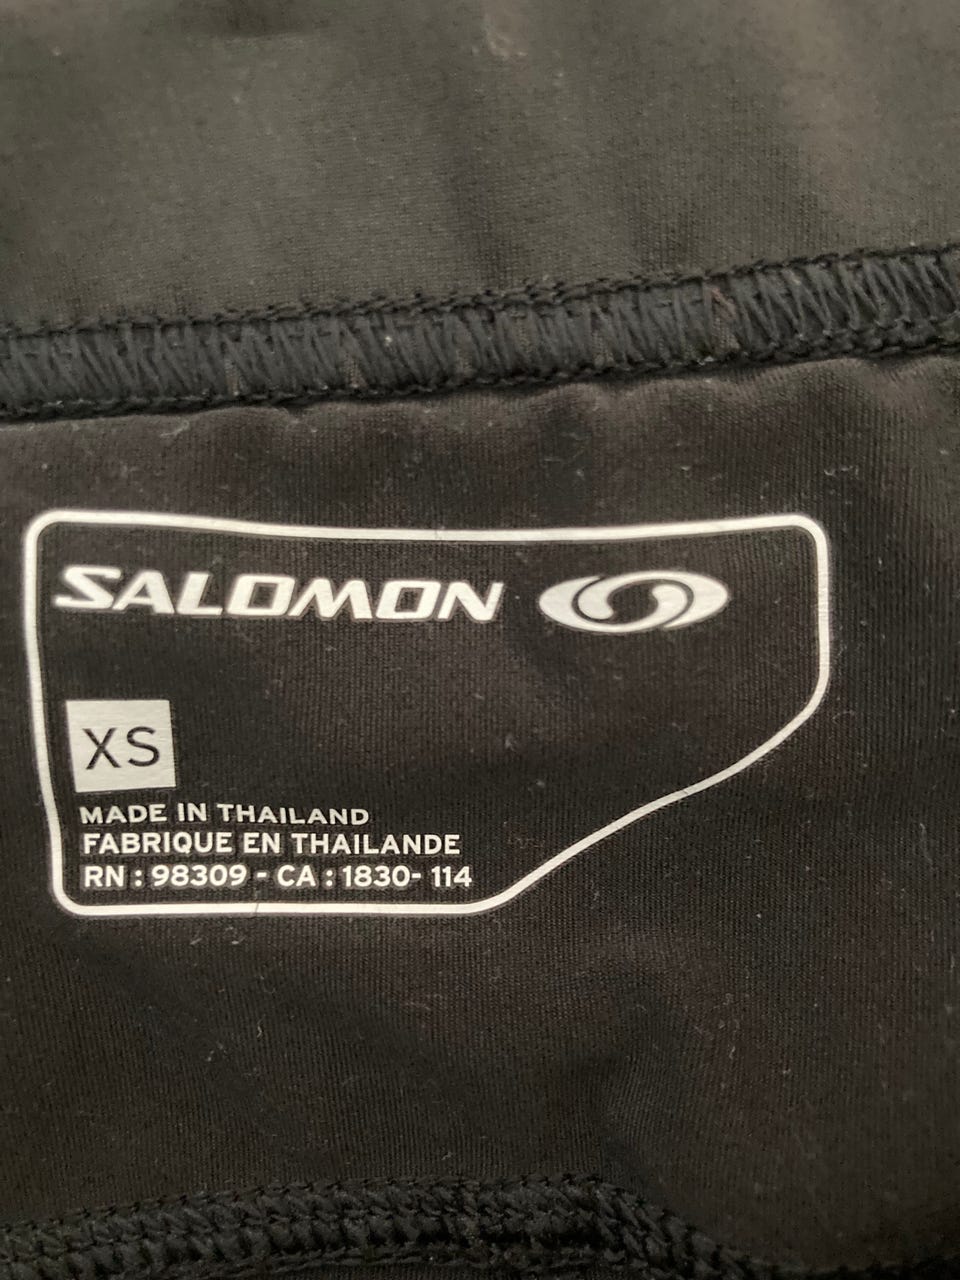 SALOMON
XS
MADE IN THAILAND
FABRIQUE EN THAILANDE
RN : 98309 - CA : 1830- 114